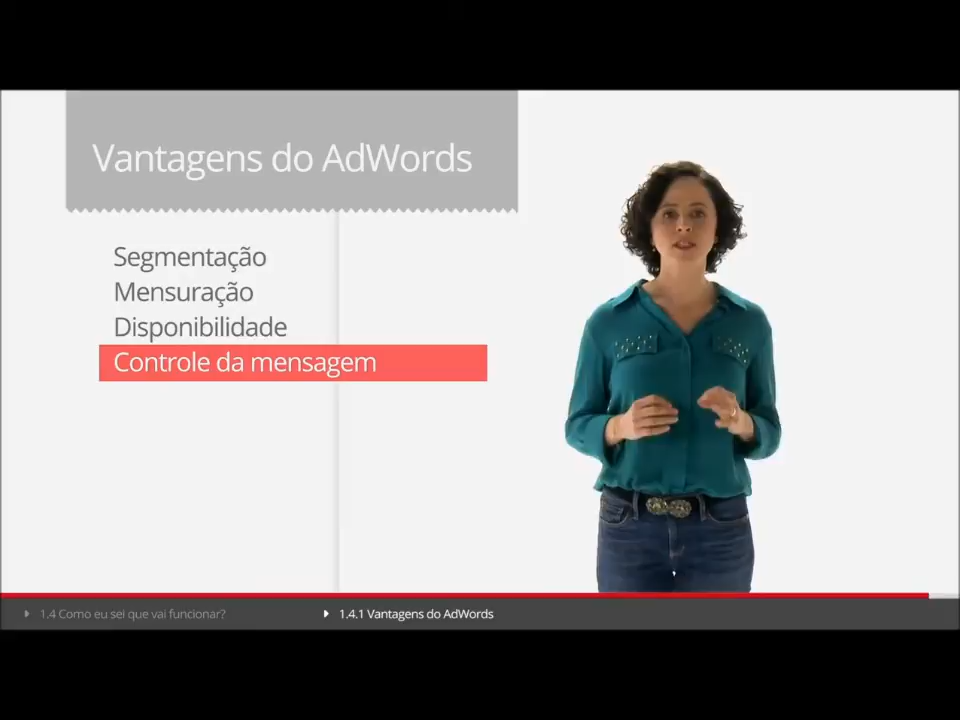 Vantagens do AdWords
Segmentação
Mensuração
Disponibilidade
Controle da mensagem
1.4 Como eu sei que vai funcionar?
1.4.1 Vantagens do AdWords